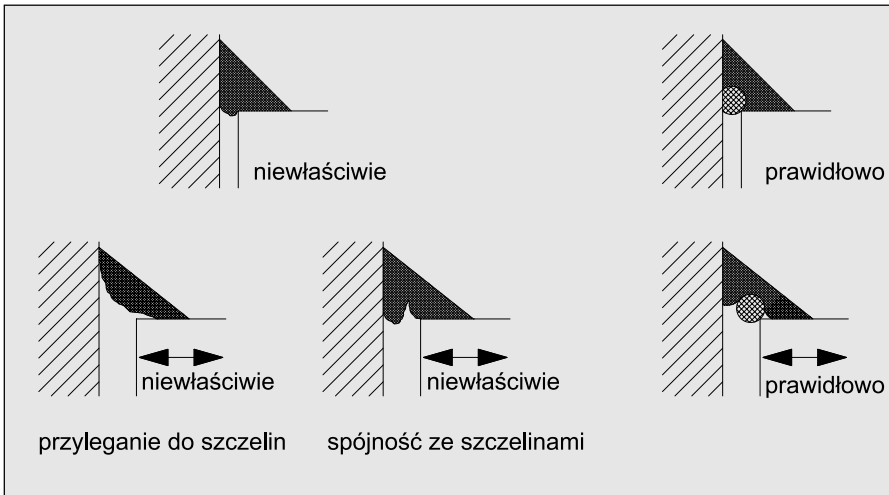 niewłaściwie
prawidłowo
niewłaściwie
niewłaściwie
prawidłowo
przyleganie do szczelin
spójność ze szczelinami